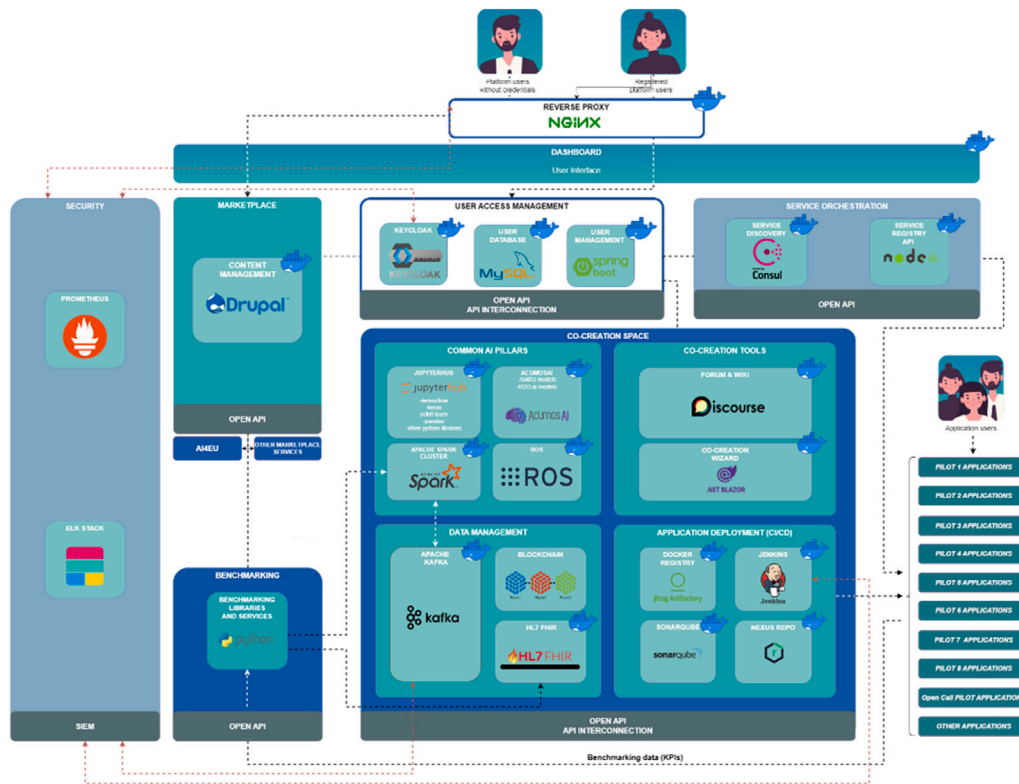 Platform users
without credentials
Registered
platform users
REVERSE PROXY
NGINX
DASHBOARD
User Interface
SECURITY
PROMETHEUS
ELK STACK
SIEM
MARKETPLACE
CONTENT
MANAGEMENT
Drupal
OPEN API
AI4EU
OTHER MARKETPLACE
SERVICES
BENCHMARKING
BENCHMARKING
LIBRARIES
AND SERVICES
python
OPEN API
USER ACCESS MANAGEMENT
KEYCLOAK
KEYCLOAK
USER
DATABASE
MySQL
USER
MANAGEMENT
spring
boot
OPEN API
API INTERCONNECTION
SERVICE ORCHESTRATION
SERVICE
DISCOVERY
Consul
SERVICE
REGISTRY
API
node
OPEN API
CO-CREATION SPACE
COMMON AI PILLARS
JUPYTERHUB
jupyterhub
-tensorflow
-keras
-pandas
-other python libraries
ACUMOSAI
-AI4EU models
-H2O.ai models
Acumos AI
APACHE SPARK
CLUSTER
APACHE
Spark
ROS
ROS
CO-CREATION TOOLS
FORUM & WIKI
Discourse
CO-CREATION
WIZARD
.NET BLAZOR
DATA MANAGEMENT
APACHE
KAFKA
kafka
BLOCKCHAIN
HL7 FHIR
HL7 FHIR
APPLICATION DEPLOYMENT (CI/CD)
DOCKER
REGISTRY
jfrog Artifactory
JENKINS
Jenkins
SONARQUBE
sonarqube
NEXUS REPO
OPEN API
API INTERCONNECTION
Application users
PILOT 1 APPLICATIONS
PILOT 2 APPLICATIONS
PILOT 3 APPLICATIONS
PILOT 4 APPLICATIONS
PILOT 5 APPLICATIONS
PILOT 6 APPLICATIONS
PILOT 7 APPLICATIONS
PILOT 8 APPLICATIONS
Open Call PILOT APPLICATION
OTHER APPLICATIONS
Benchmarking data (KPIs)